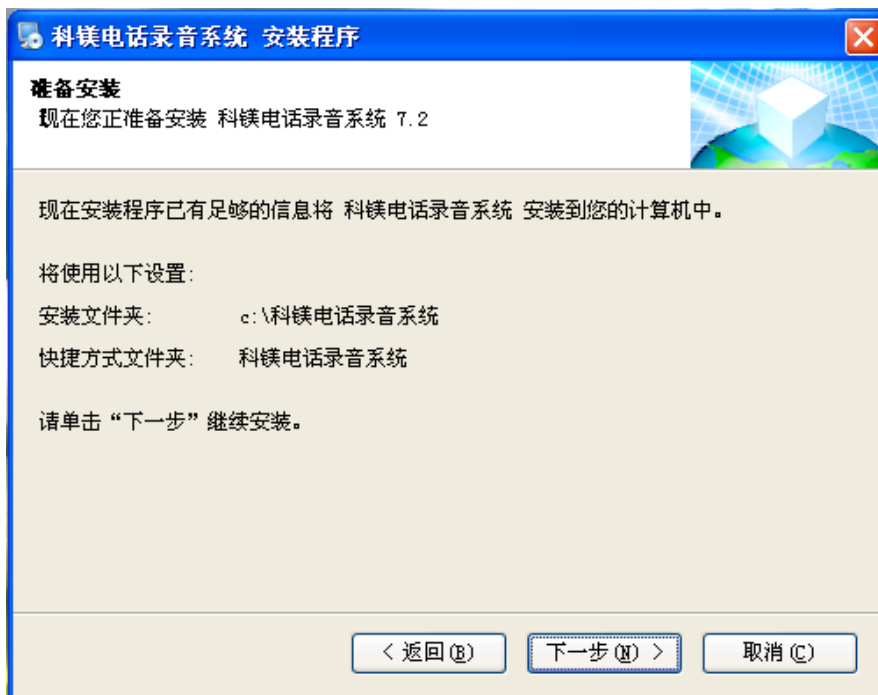 科镁电话录音系统 安装程序
准备安装
现在您正准备安装 科镁电话录音系统 7.2
现在安装程序已有足够的信息将 科镁电话录音系统 安装到您的计算机中。
将使用以下设置:
安装文件夹: c:\科镁电话录音系统
快捷方式文件夹: 科镁电话录音系统
请单击“下一步”继续安装。
< 返回(B) 下一步(N) > 取消(C)